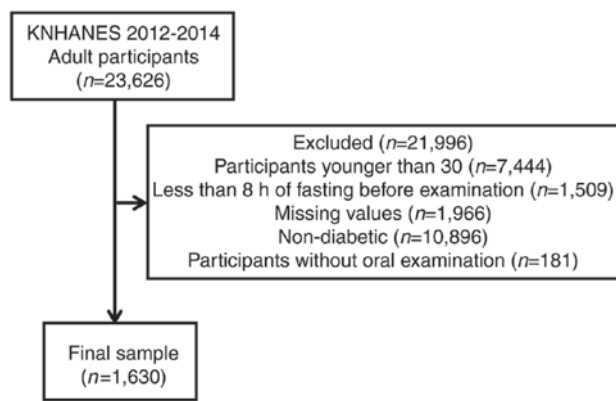 KNHANES 2012-2014
Adult participants
(n=23,626)
Excluded (n=21,996)
Participants younger than 30 (n=7,444)
Less than 8 h of fasting before examination (n=1,509)
Missing values (n=1,966)
Non-diabetic (n=10,896)
Participants without oral examination (n=181)
Final sample
(n=1,630)